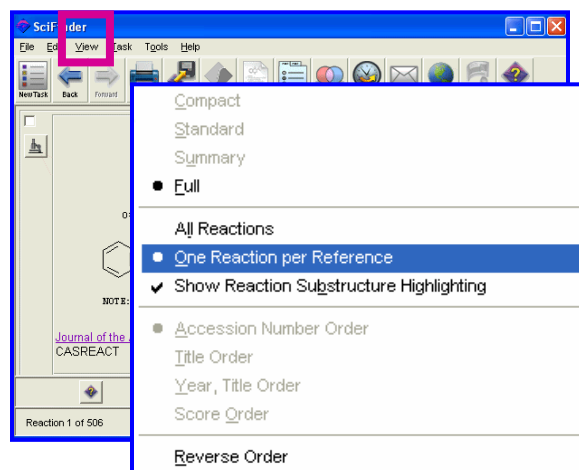 SciFinder
File Edit View Task Tools Help
New Task Back Forward
Compact
Standard
Summary
Full
All Reactions
One Reaction per Reference
Show Reaction Substructure Highlighting
Accession Number Order
Title Order
Year, Title Order
Score Order
Reverse Order
NOTE:
Journal of the
CASREACT
Reaction 1 of 506